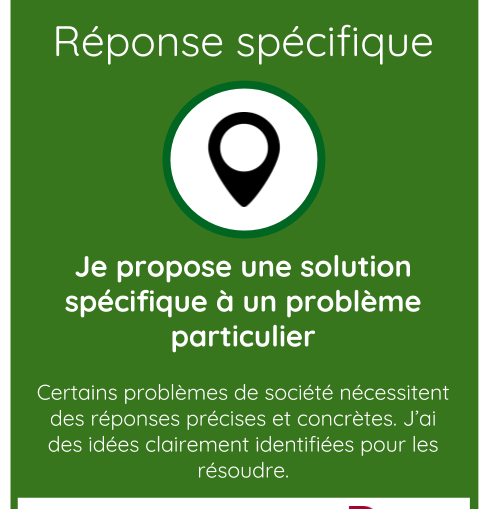 Réponse spécifique
Je propose une solution
spécifique à un problème
particulier
Certains problèmes de société nécessitent
des réponses précises et concrètes. J’ai
des idées clairement identifiées pour les
résoudre.